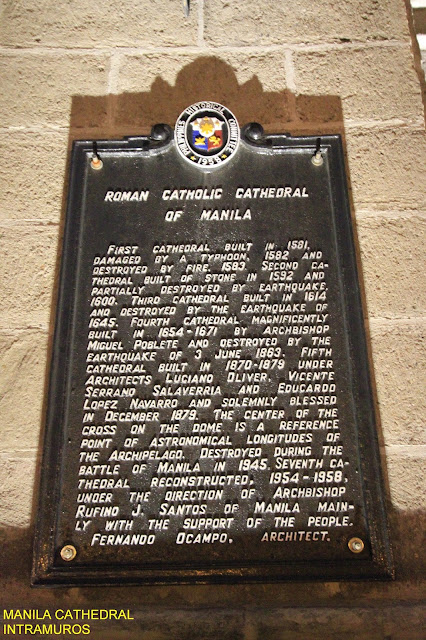 PHILIPPINES HISTORICAL COMMITTEE
1958
ROMAN CATHOLIC CATHEDRAL
OF MANILA
FIRST CATHEDRAL BUILT IN 1581,
DAMAGED BY A TYPHOON, 1582 AND
DESTROYED BY FIRE, 1583. SECOND CA-
THEDRAL BUILT OF STONE IN 1592 AND
PARTIALLY DESTROYED BY EARTHQUAKE,
1600. THIRD CATHEDRAL BUILT IN 1614
AND DESTROYED BY THE EARTHQUAKE OF
1645. FOURTH CATHEDRAL MAGNIFICENTLY
BUILT IN 1654-1671 BY ARCHBISHOP
MIGUEL POBLETE AND DESTROYED BY THE
EARTHQUAKE OF 3 JUNE 1863. FIFTH
CATHEDRAL BUILT IN 1870-1879 UNDER
ARCHITECTS LUCIANO OLIVER, VICENTE
SERRANO SALAVERRIA AND EDUCARDO
LOPEZ NAVARRO AND SOLEMNLY BLESSED
IN DECEMBER 1879. THE CENTER OF THE
CROSS ON THE DOME IS A REFERENCE
POINT OF ASTRONOMICAL LONGITUDES OF
THE ARCHIPELAGO. DESTROYED DURING THE
BATTLE OF MANILA IN 1945. SEVENTH CA-
THEDRAL RECONSTRUCTED, 1954-1958,
UNDER THE DIRECTION OF ARCHBISHOP
RUFINO J. SANTOS OF MANILA MAIN-
LY WITH THE SUPPORT OF THE PEOPLE.
FERNANDO OCAMPO, ARCHITECT.
MANILA CATHEDRAL
INTRAMUROS